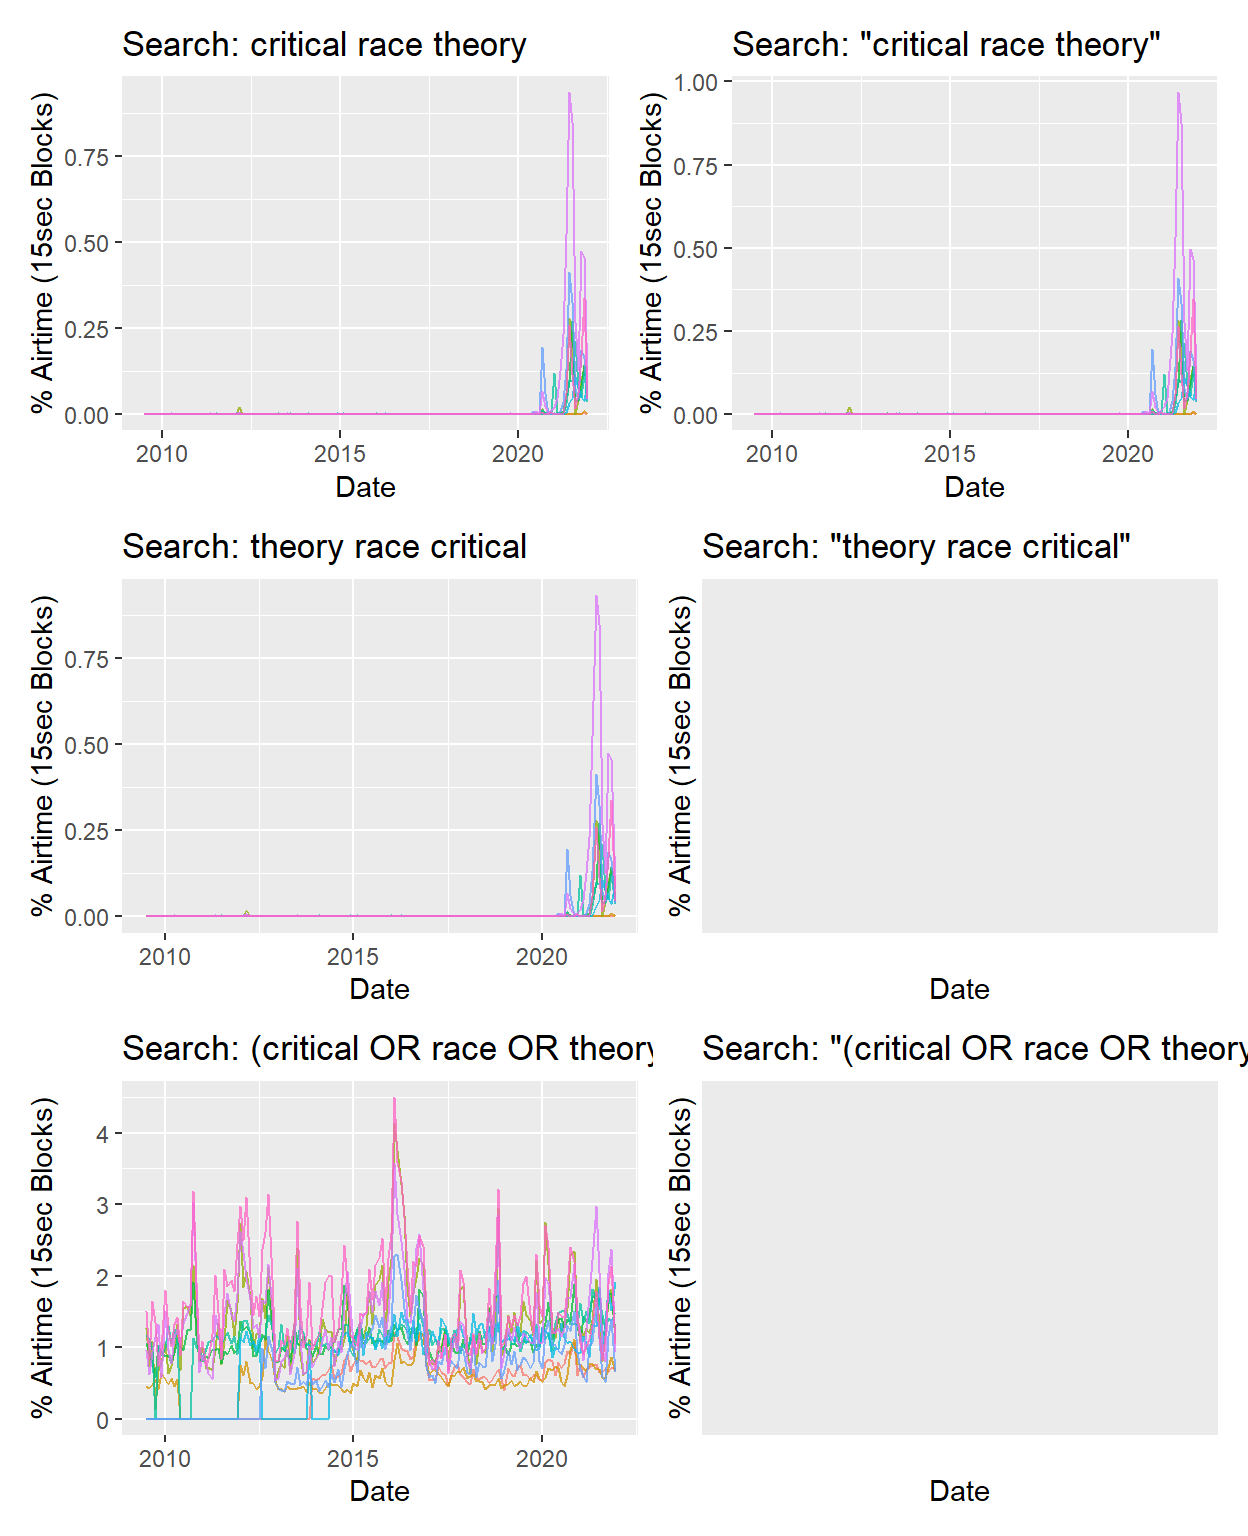 Search: critical race theory
% Airtime (15sec Blocks)
0.75
0.50
0.25
0.00
2010 2015 2020
Date
Search: "critical race theory"
% Airtime (15sec Blocks)
1.00
0.75
0.50
0.25
0.00
2010 2015 2020
Date
Search: theory race critical
% Airtime (15sec Blocks)
0.75
0.50
0.25
0.00
2010 2015 2020
Date
Search: "theory race critical"
% Airtime (15sec Blocks)
Date
Search: (critical OR race OR theory
% Airtime (15sec Blocks)
4
3
2
1
0
2010 2015 2020
Date
Search: "(critical OR race OR theory
% Airtime (15sec Blocks)
Date